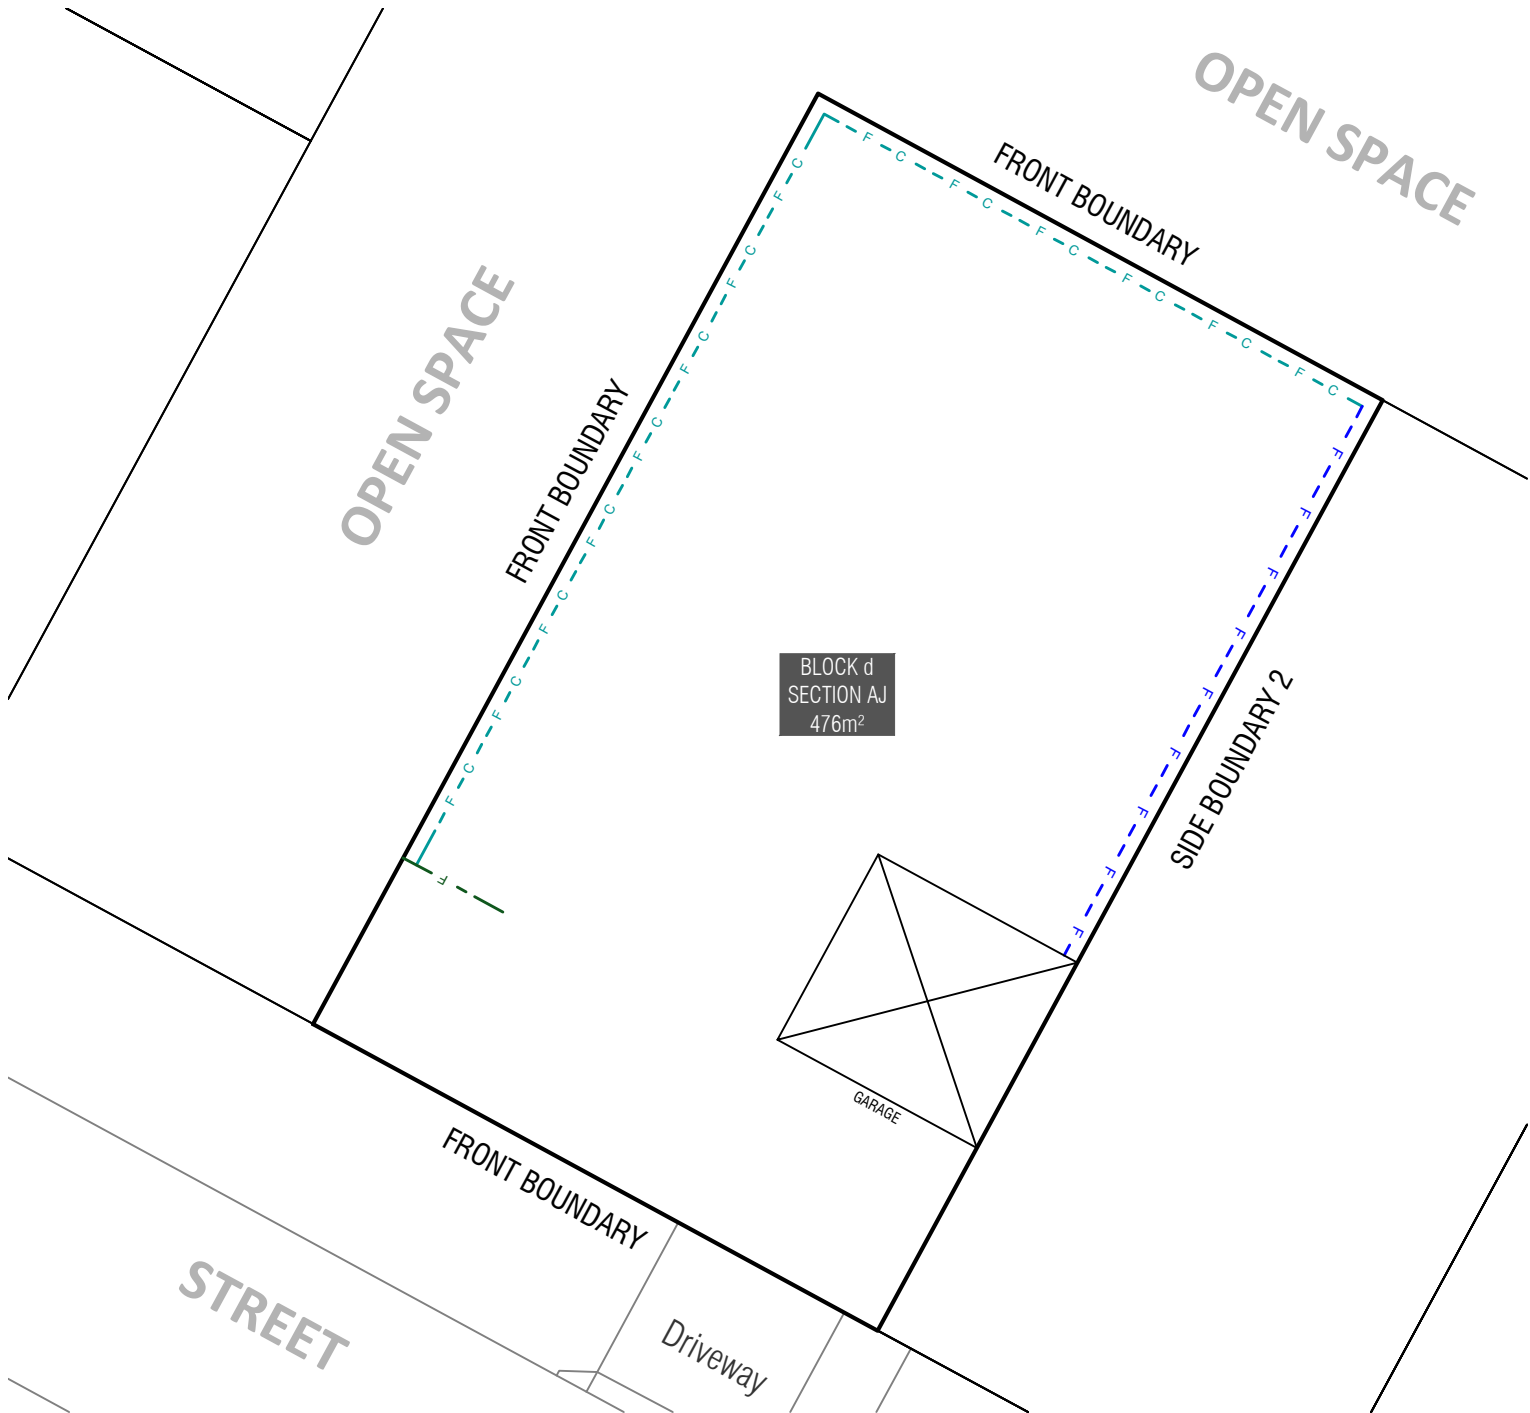 OPEN SPACE
FRONT BOUNDARY
F C F C F C F C F C F C
OPEN SPACE
FRONT BOUNDARY
F C F C F C F C F C F C F C F C
BLOCK d
SECTION AJ
476m²
F F F F F F F F F
SIDE BOUNDARY 2
F
GARAGE
FRONT BOUNDARY
STREET
Driveway